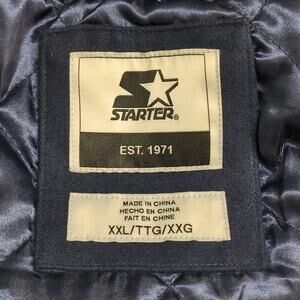 STARTER®
EST. 1971
MADE IN CHINA
HECHO EN CHINA
FAIT EN CHINE
XXL/TTG/XXG